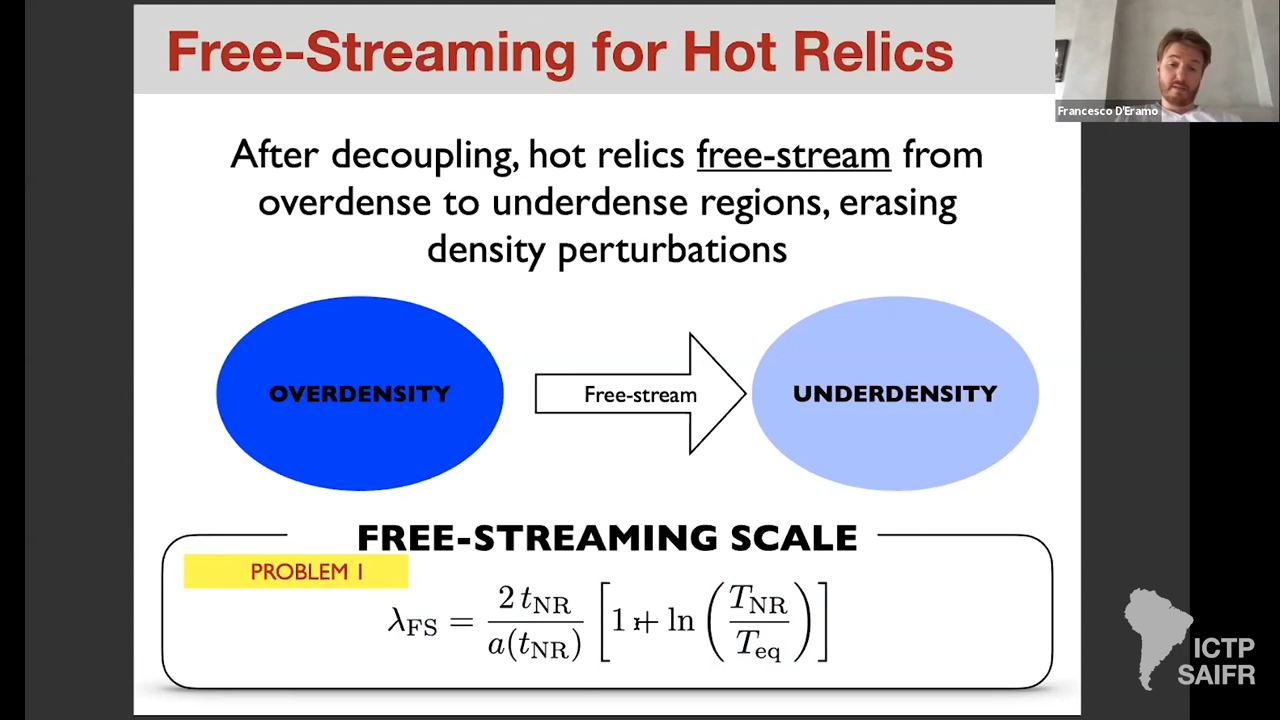 Free-Streaming for Hot Relics
Francesco D'Eramo
After decoupling, hot relics free-stream from
overdense to underdense regions, erasing
density perturbations
OVERDENSITY
Free-stream
UNDERDENSITY
FREE-STREAMING SCALE
PROBLEM 1
λ_FS = 2 t_NR / a(t_NR) [1 + ln (T_NR / T_eq)]
ICTP
SAIFR